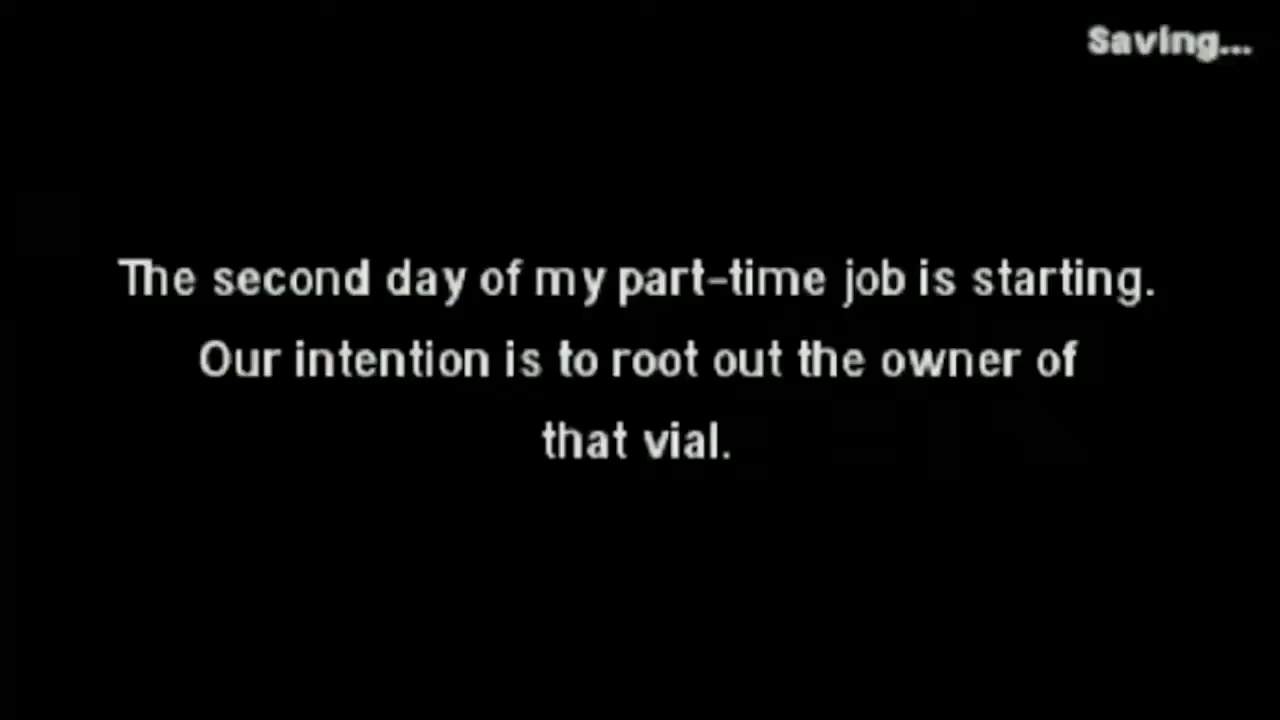 Saving...
The second day of my part-time job is starting.
Our intention is to root out the owner of
that vial.